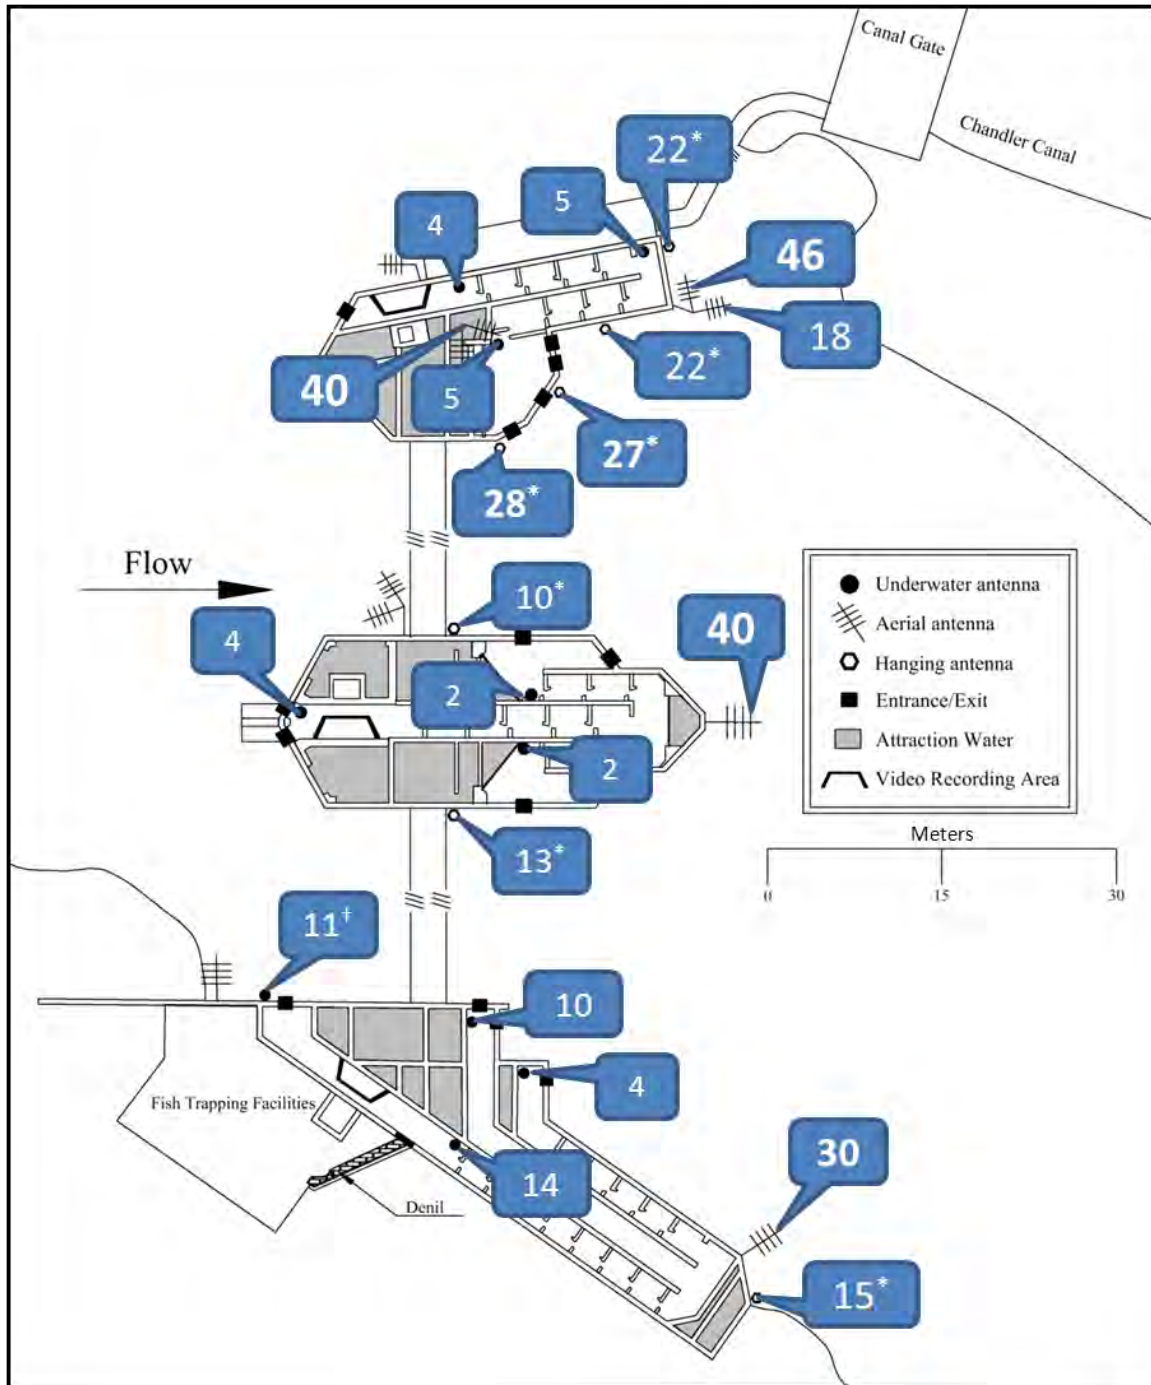 Canal Gate
Chandler Canal
22*
5
4
46
18
22*
40
5
27*
28*
Flow
10*
40
4
2
2
13*
Underwater antenna
Aerial antenna
Hanging antenna
Entrance/Exit
Attraction Water
Video Recording Area
Meters
0 15 30
11†
10
4
Fish Trapping Facilities
14
Denil
30
15*